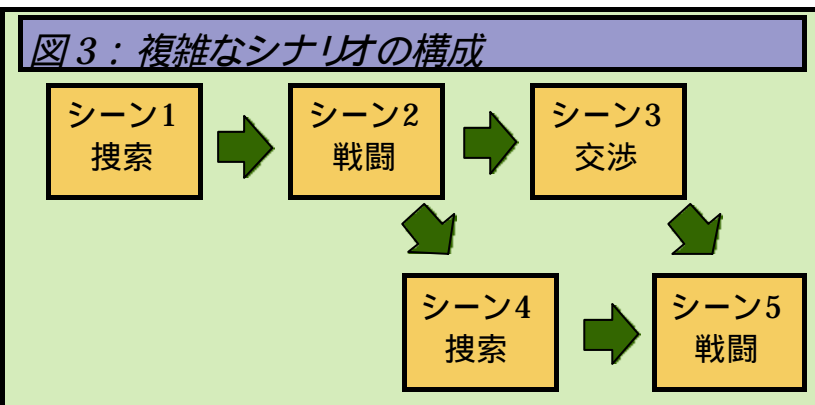 図3：複雑なシナリオの構成
シーン1
捜索
シーン2
戦闘
シーン3
交渉
シーン4
捜索
シーン5
戦闘